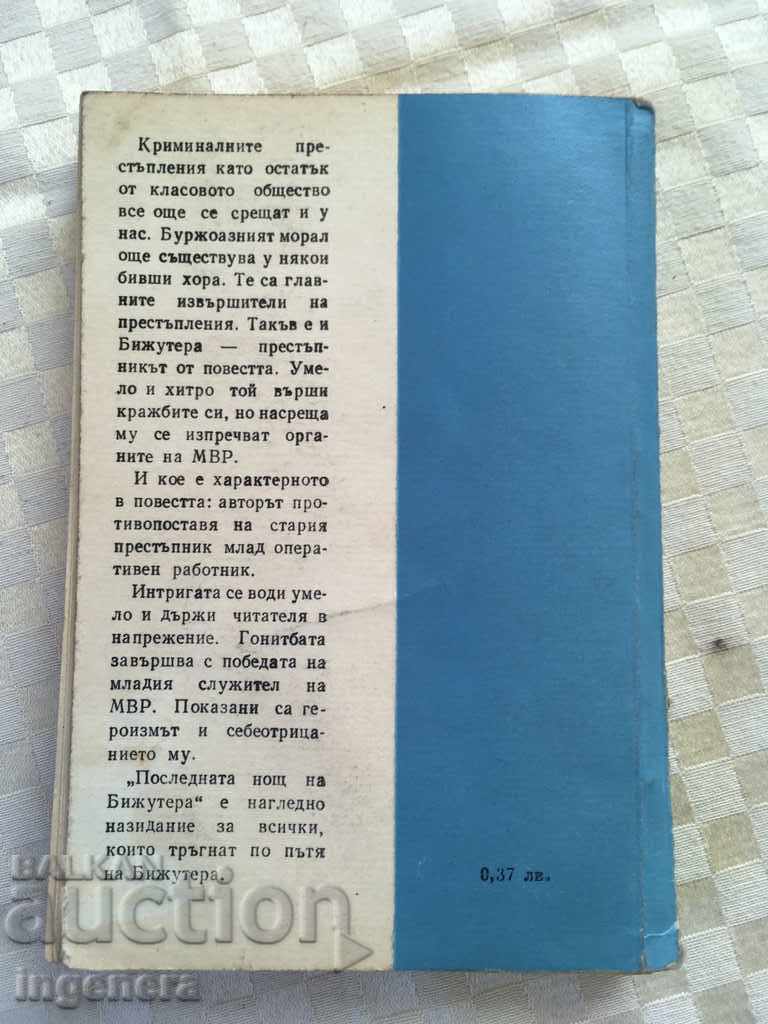 Криминалните пре-
стъпления като остатък
от класовото общество
все още се срещат и у
нас. Буржоазният морал
още съществува у някои
бивши хора. Те са глав-
ните извършители на
престъпления. Такъв е и
Бижутера — престъп-
никът от повестта. Уме-
ло и хитро той върши
кражбите си, но насреща
му се изпречват орга-
ните на МВР.
И кое е характерното
в повестта: авторът про-
тивопоставя на стария
престъпник млад опера-
тивен работник.
Интригата се води уме-
ло и държи читателя в
напрежение. Гонитбата
завършва с победата на
младия служител на
МВР. Показани са ге-
роизмът и себеотрица-
нието му.
„Последната нощ на
Бижутера“ е нагледно
назидание за всички,
които тръгнат по пътя
на Бижутера.
0,37 лв.
BALKAN
auction
ingenera